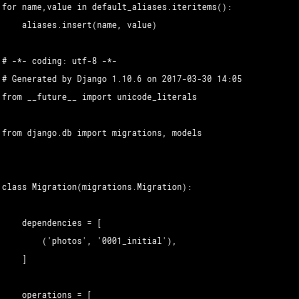 for name,value in default_aliases.iteritems():
    aliases.insert(name, value)

# -*- coding: utf-8 -*-
# Generated by Django 1.10.6 on 2017-03-30 14:05
from __future__ import unicode_literals

from django.db import migrations, models


class Migration(migrations.Migration):

    dependencies = [
        ('photos', '0001_initial'),
    ]

    operations = [